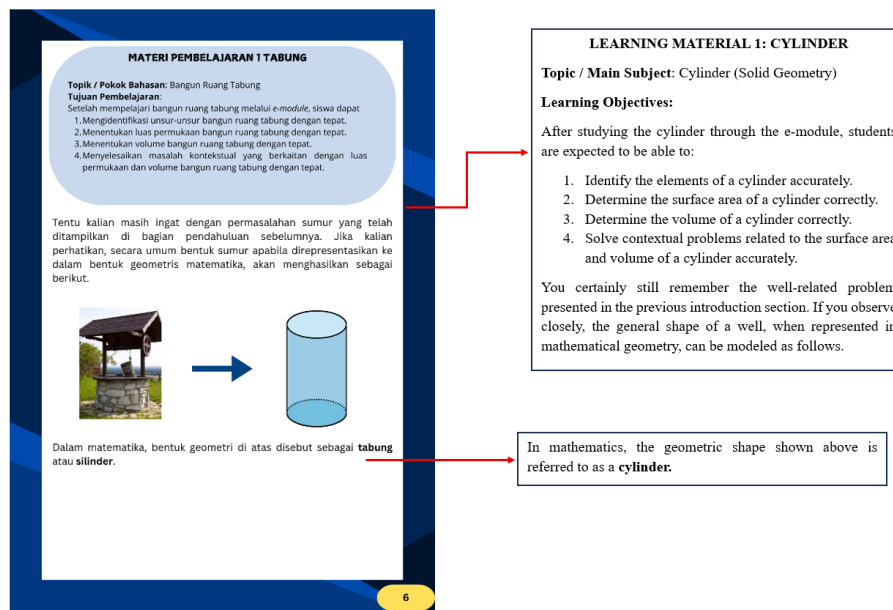 MATERI PEMBELAJARAN 1 TABUNG
Topik / Pokok Bahasan: Bangun Ruang Tabung
Tujuan Pembelajaran:
Setelah mempelajari bangun ruang tabung melalui e-module, siswa dapat
1. Mengidentifikasi unsur-unsur bangun ruang tabung dengan tepat.
2. Menentukan luas permukaan bangun ruang tabung dengan tepat.
3. Menentukan volume bangun ruang tabung dengan tepat.
4. Menyelesaikan masalah kontekstual yang berkaitan dengan luas
permukaan dan volume bangun ruang tabung dengan tepat.
Tentu kalian masih ingat dengan permasalahan sumur yang telah
ditampilkan di bagian pendahuluan sebelumnya. Jika kalian
perhatikan, secara umum bentuk sumur apabila direpresentasikan ke
dalam bentuk geometris matematika, akan menghasilkan sebagai
berikut.
Dalam matematika, bentuk geometri di atas disebut sebagai tabung
atau silinder.
6
LEARNING MATERIAL 1: CYLINDER
Topic / Main Subject: Cylinder (Solid Geometry)
Learning Objectives:
After studying the cylinder through the e-module, students
are expected to be able to:
1. Identify the elements of a cylinder accurately.
2. Determine the surface area of a cylinder correctly.
3. Determine the volume of a cylinder correctly.
4. Solve contextual problems related to the surface area
and volume of a cylinder accurately.
You certainly still remember the well-related problem
presented in the previous introduction section. If you observe
closely, the general shape of a well, when represented in
mathematical geometry, can be modeled as follows.
In mathematics, the geometric shape shown above is
referred to as a cylinder.